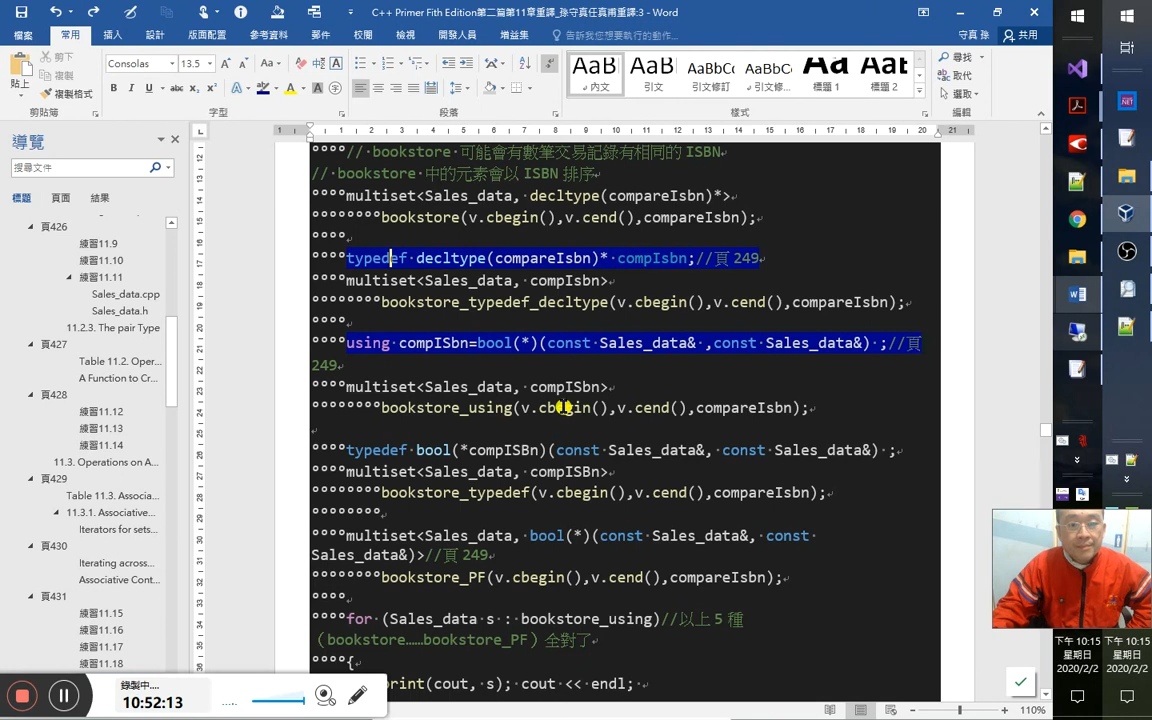 C++ Primer Fith Edition第二篇第11章重譯_孫守真任真甫重譯:3 - Word
檔案 常用 插入 設計 版面配置 參考資料 郵件 校閱 檢視 開發人員 增益集 告訴我您想要執行的動作... 守真 孫 共用
貼上 剪下 複製 複製格式 剪貼簿
Consolas 13.5 字型
段落
AaB 內文 AaB 引文 AaBbC 引文修訂 AaBbC 引文修... AaB 標題 1 AaB 標題 2 樣式
尋找 取代 選取 編輯
導覽
搜尋文件
標題 頁面 結果
頁426
練習11.9
練習11.10
練習11.11
Sales_data.cpp
Sales_data.h
11.2.3. The pair Type
頁427
Table 11.2. Oper...
A Function to Cr...
頁428
練習11.12
練習11.13
練習11.14
11.3. Operations on A...
頁429
Table 11.3. Associa...
11.3.1. Associative...
Iterators for sets...
頁430
Iterating across...
Associative Cont...
頁431
練習11.15
練習11.16
練習11.17
練習11.18
// bookstore 可能會有數筆交易記錄有相同的 ISBN
// bookstore 中的元素會以 ISBN 排序
multiset<Sales_data, decltype(compareIsbn)*>
bookstore(v.cbegin(),v.cend(),compareIsbn);
typedef decltype(compareIsbn)* compIsbn;//頁 249
multiset<Sales_data, compIsbn>
bookstore_typedef_decltype(v.cbegin(),v.cend(),compareIsbn);
using compISbn=bool(*)(const Sales_data& ,const Sales_data&) ;//頁
249
multiset<Sales_data, compISbn>
bookstore_using(v.cbegin(),v.cend(),compareIsbn);
typedef bool(*compISbn)(const Sales_data&, const Sales_data&) ;
multiset<Sales_data, compISbn>
bookstore_typedef(v.cbegin(),v.cend(),compareIsbn);
multiset<Sales_data, bool(*)(const Sales_data&, const
Sales_data&)>//頁 249
bookstore_PF(v.cbegin(),v.cend(),compareIsbn);
for (Sales_data s : bookstore_using)//以上 5 種
（bookstore……bookstore_PF）全對了
{
print(cout, s); cout << endl;
錄製中....
10:52:13
110%
下午 10:15
星期日
2020/2/2
下午 10:15
星期日
2020/2/2